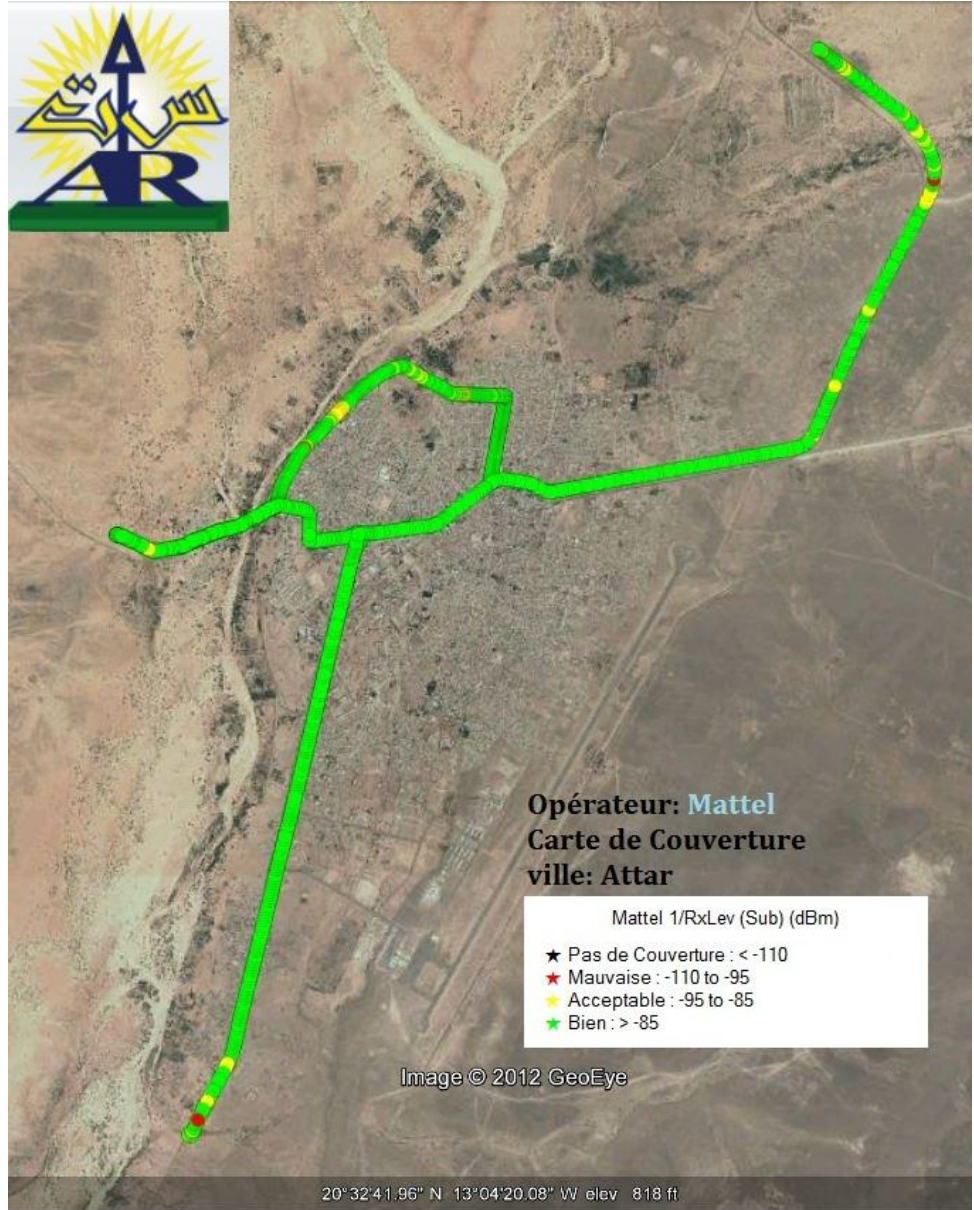 سـت
AR
Opérateur: Mattel
Carte de Couverture
ville: Attar
Mattel 1/RxLev (Sub) (dBm)
★ Pas de Couverture : < -110
★ Mauvaise : -110 to -95
★ Acceptable : -95 to -85
★ Bien : > -85
Image © 2012 GeoEye
20°32'41.96" N 13°04'20.08" W elev 818 ft